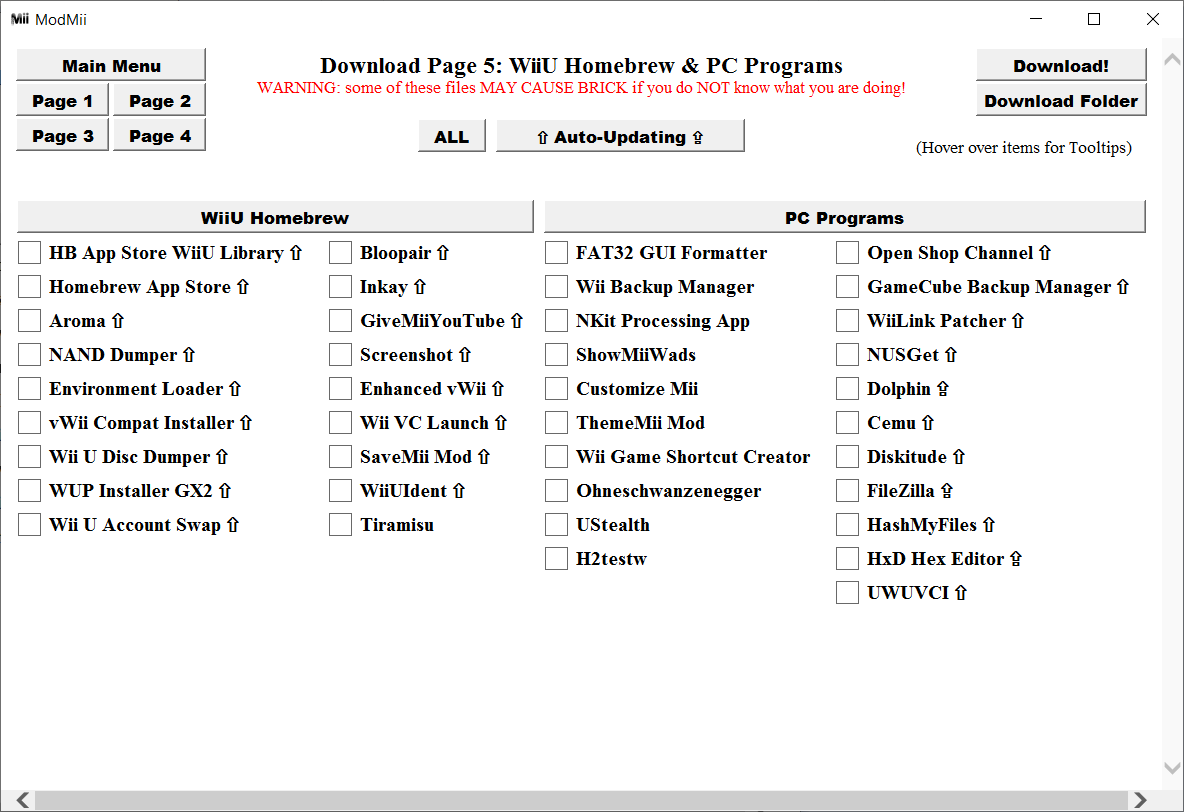 Mii ModMii
Main Menu
Page 1 Page 2
Page 3 Page 4
Download Page 5: WiiU Homebrew & PC Programs
WARNING: some of these files MAY CAUSE BRICK if you do NOT know what you are doing!
ALL ⇧ Auto-Updating ⇪
Download!
Download Folder
(Hover over items for Tooltips)
WiiU Homebrew
HB App Store WiiU Library ⇧
Homebrew App Store ⇧
Aroma ⇧
NAND Dumper ⇧
Environment Loader ⇧
vWii Compat Installer ⇧
Wii U Disc Dumper ⇧
WUP Installer GX2 ⇧
Wii U Account Swap ⇧
Bloopair ⇧
Inkay ⇧
GiveMiiYouTube ⇧
Screenshot ⇧
Enhanced vWii ⇧
Wii VC Launch ⇧
SaveMii Mod ⇧
WiiUIdent ⇧
Tiramisu
PC Programs
FAT32 GUI Formatter
Wii Backup Manager
NKit Processing App
ShowMiiWads
Customize Mii
ThemeMii Mod
Wii Game Shortcut Creator
Ohneschwanzenegger
UStealth
H2testw
Open Shop Channel ⇧
GameCube Backup Manager ⇧
WiiLink Patcher ⇧
NUSGet ⇧
Dolphin ⇪
Cemu ⇧
Diskitude ⇧
FileZilla ⇪
HashMyFiles ⇧
HxD Hex Editor ⇪
UWUVCI ⇧